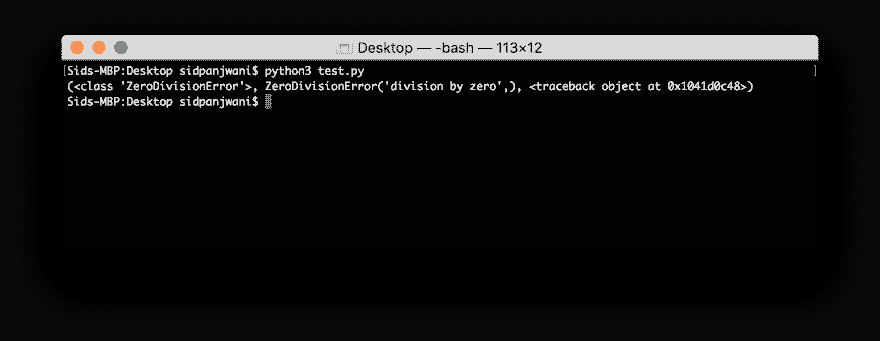 Desktop — -bash — 113×12
[Sids-MBP:Desktop sidpanjwani$ python3 test.py ]
(<class 'ZeroDivisionError'>, ZeroDivisionError('division by zero',), <traceback object at 0x1041d0c48>)
Sids-MBP:Desktop sidpanjwani$